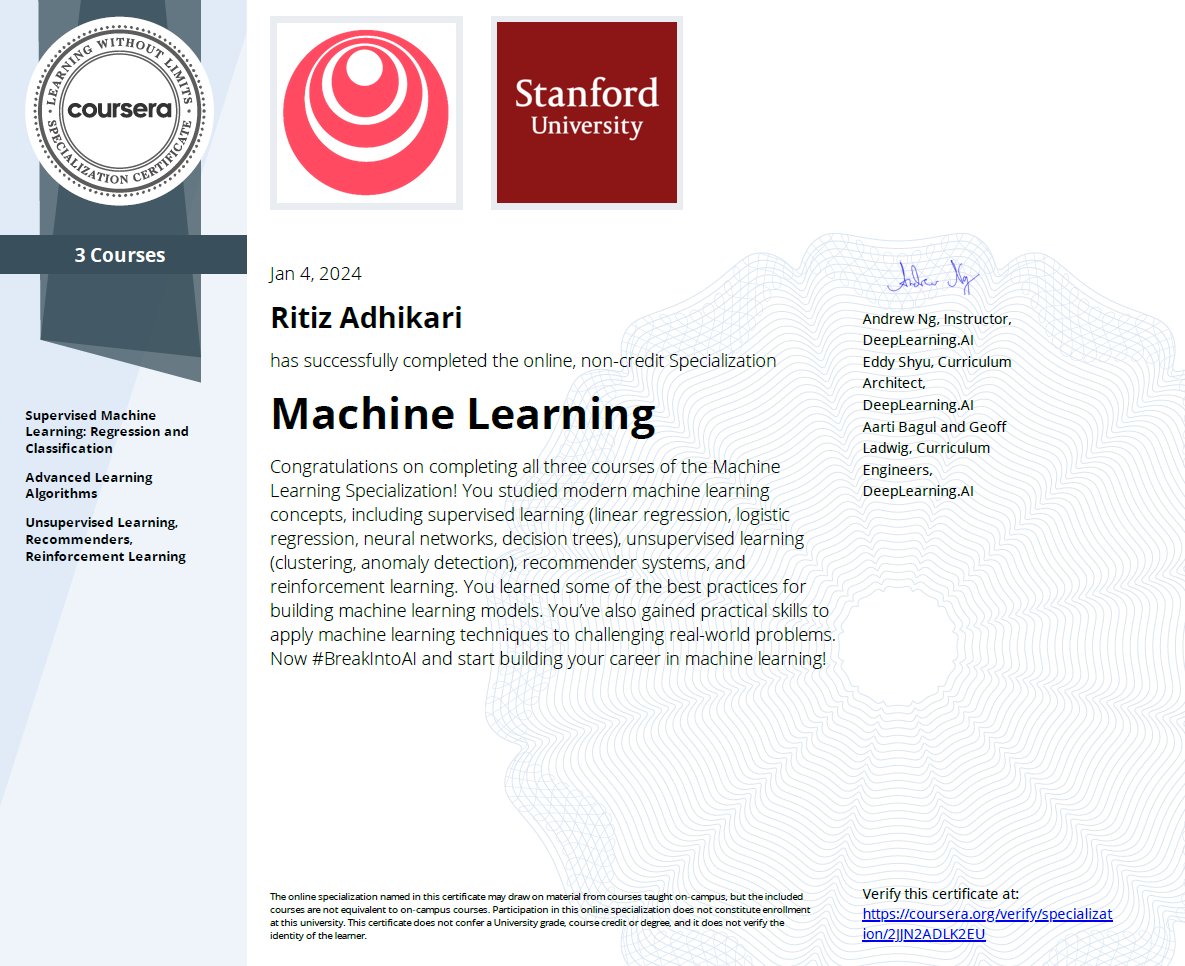 LEARNING WITHOUT LIMITS
coursera
SPECIALIZATION CERTIFICATE
3 Courses
Supervised Machine
Learning: Regression and
Classification
Advanced Learning
Algorithms
Unsupervised Learning,
Recommenders,
Reinforcement Learning
Stanford
University
Jan 4, 2024
Ritiz Adhikari
has successfully completed the online, non-credit Specialization
Machine Learning
Congratulations on completing all three courses of the Machine
Learning Specialization! You studied modern machine learning
concepts, including supervised learning (linear regression, logistic
regression, neural networks, decision trees), unsupervised learning
(clustering, anomaly detection), recommender systems, and
reinforcement learning. You learned some of the best practices for
building machine learning models. You’ve also gained practical skills to
apply machine learning techniques to challenging real-world problems.
Now #BreakIntoAI and start building your career in machine learning!
Andrew Ng
Andrew Ng, Instructor,
DeepLearning.AI
Eddy Shyu, Curriculum
Architect,
DeepLearning.AI
Aarti Bagul and Geoff
Ladwig, Curriculum
Engineers,
DeepLearning.AI
The online specialization named in this certificate may draw on material from courses taught on-campus, but the included
courses are not equivalent to on-campus courses. Participation in this online specialization does not constitute enrollment
at this university. This certificate does not confer a University grade, course credit or degree, and it does not verify the
identity of the learner.
Verify this certificate at:
https://coursera.org/verify/specializat
ion/2JJN2ADLK2EU